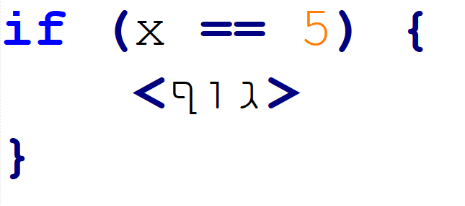 if (x == 5) {
<גוף>
}